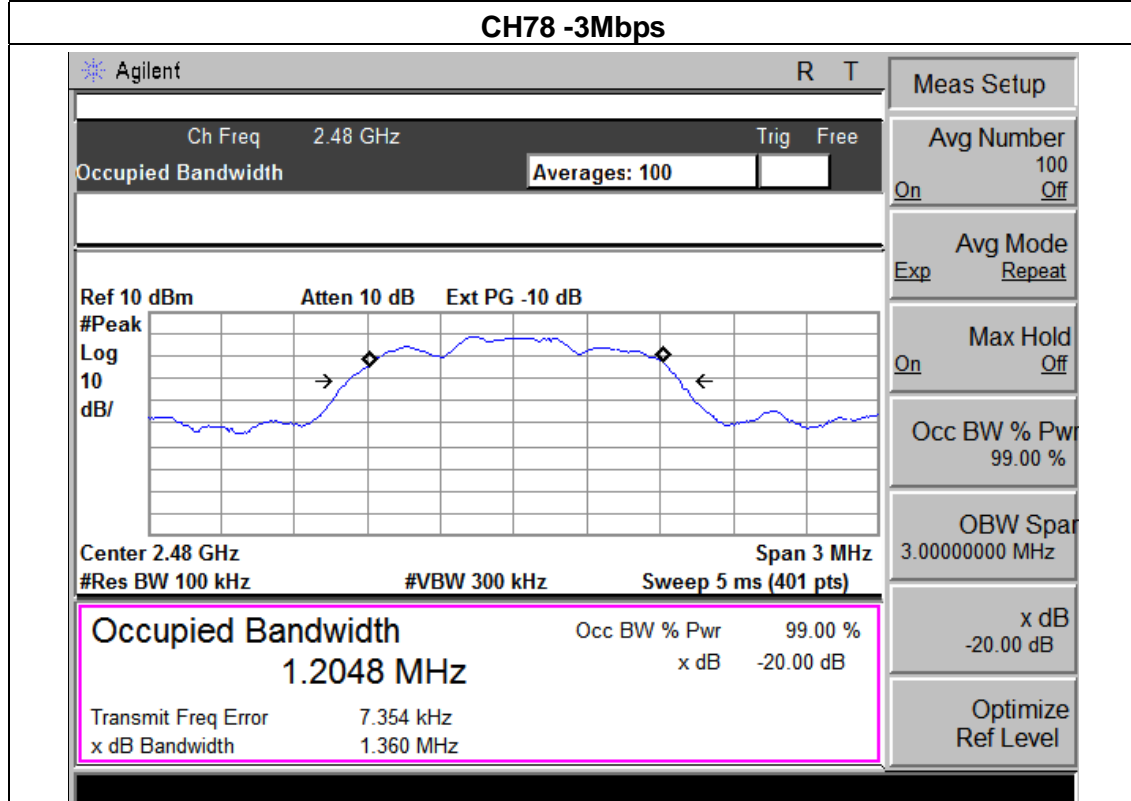 CH78 -3Mbps
Agilent R T
Ch Freq 2.48 GHz Trig Free
Occupied Bandwidth Averages: 100
Ref 10 dBm Atten 10 dB Ext PG -10 dB
#Peak
Log
10
dB/
Center 2.48 GHz Span 3 MHz
#Res BW 100 kHz #VBW 300 kHz Sweep 5 ms (401 pts)
Occupied Bandwidth Occ BW % Pwr 99.00 %
1.2048 MHz x dB -20.00 dB
Transmit Freq Error 7.354 kHz
x dB Bandwidth 1.360 MHz
Meas Setup
Avg Number
100
On Off
Avg Mode
Exp Repeat
Max Hold
On Off
Occ BW % Pwr
99.00 %
OBW Span
3.00000000 MHz
x dB
-20.00 dB
Optimize
Ref Level